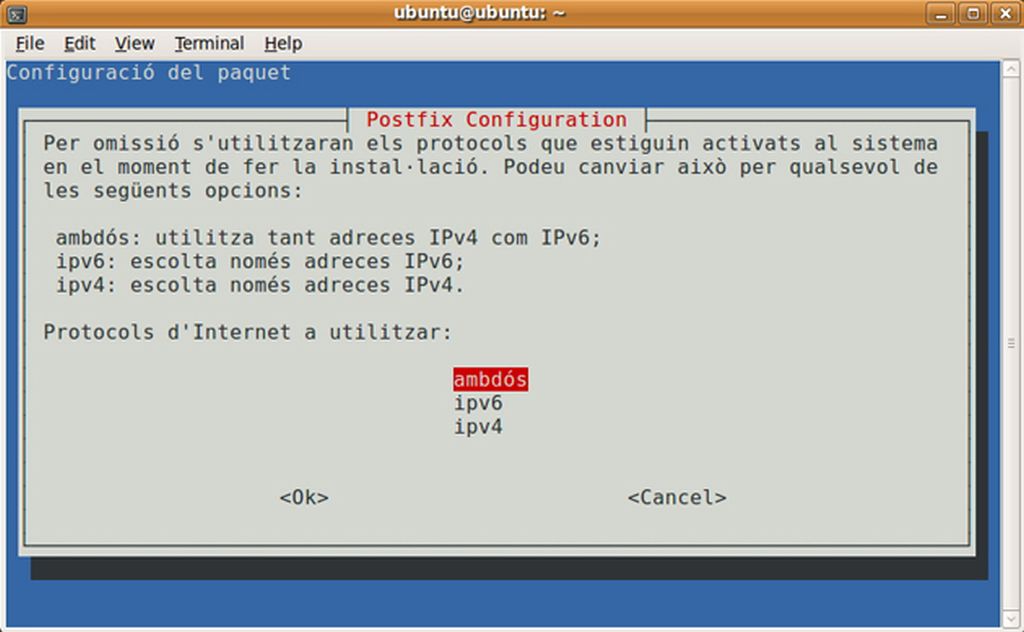 ubuntu@ubuntu: ~
File Edit View Terminal Help
Configuració del paquet
Postfix Configuration
Per omissió s'utilitzaran els protocols que estiguin activats al sistema
en el moment de fer la instal·lació. Podeu canviar això per qualsevol de
les següents opcions:
ambdós: utilitza tant adreces IPv4 com IPv6;
ipv6: escolta només adreces IPv6;
ipv4: escolta només adreces IPv4.
Protocols d'Internet a utilitzar:
ambdós
ipv6
ipv4
<Ok> <Cancel>